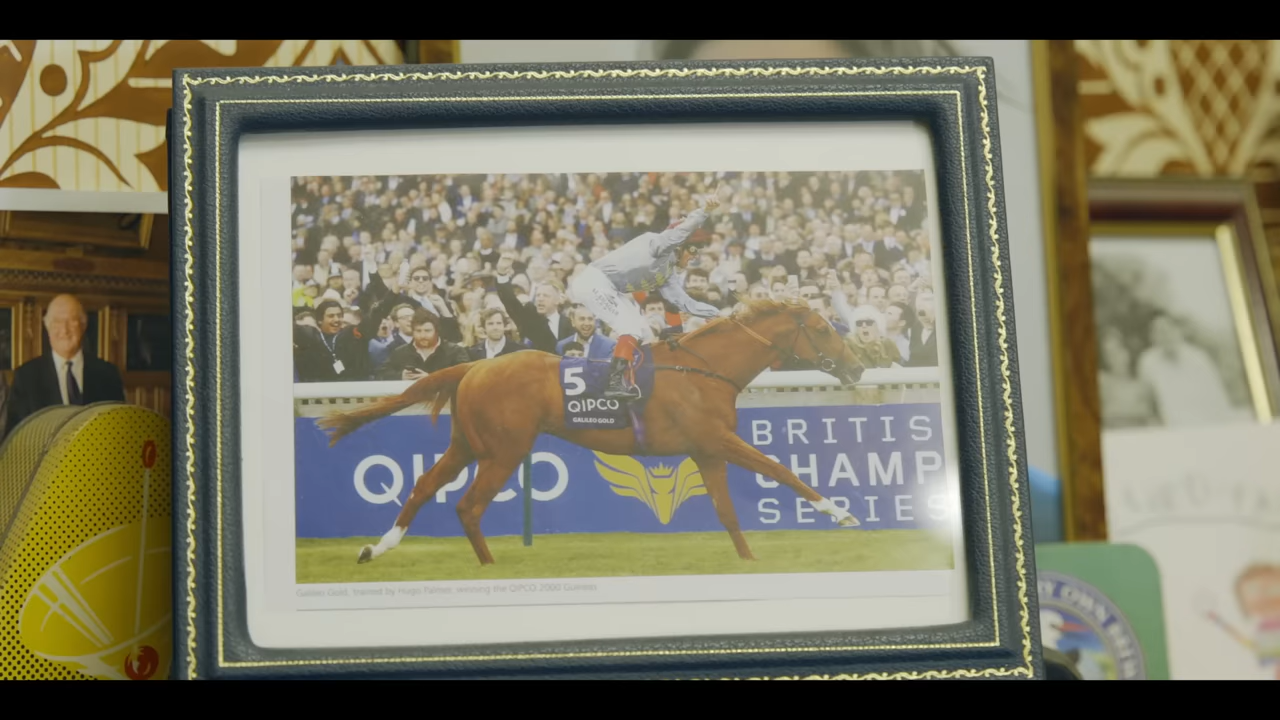 5
QIPCO
GALILEO GOLD
QIPCO
BRITIS
CHAMP
SERIES
Galileo Gold, trained by Hugo Palmer, winning the QIPCO 2000 Guineas
OWN